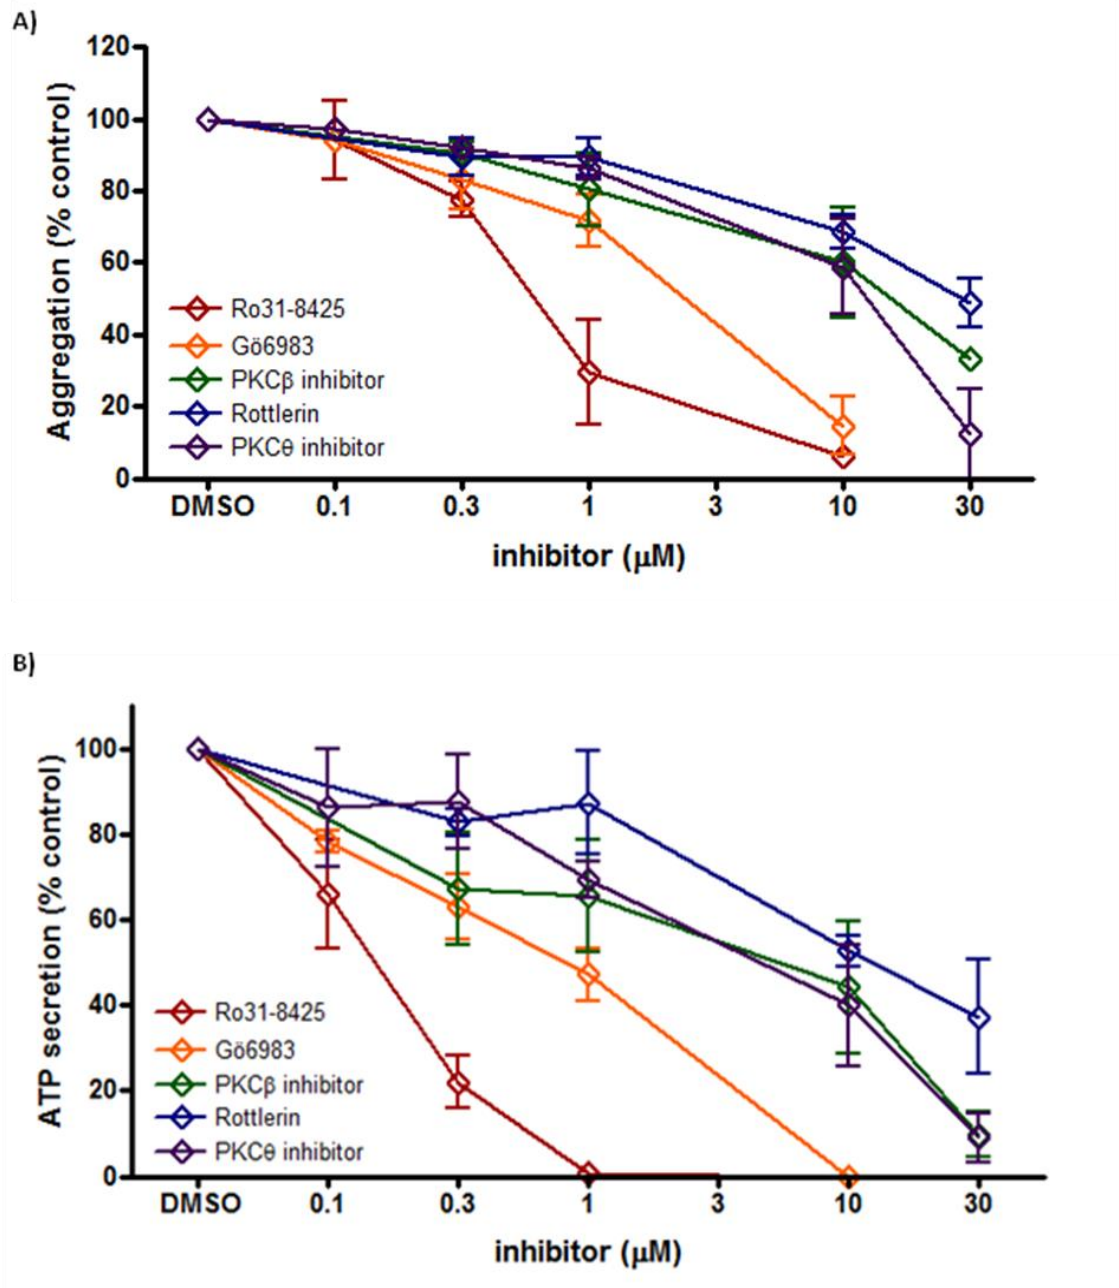 A)
Aggregation (% control)
120
100
80
60
40
20
0
Ro31-8425
Gö6983
PKCβ inhibitor
Rottlerin
PKCθ inhibitor
DMSO 0.1 0.3 1 3 10 30
inhibitor (μM)
B)
ATP secretion (% control)
100
80
60
40
20
0
Ro31-8425
Gö6983
PKCβ inhibitor
Rottlerin
PKCθ inhibitor
DMSO 0.1 0.3 1 3 10 30
inhibitor (μM)